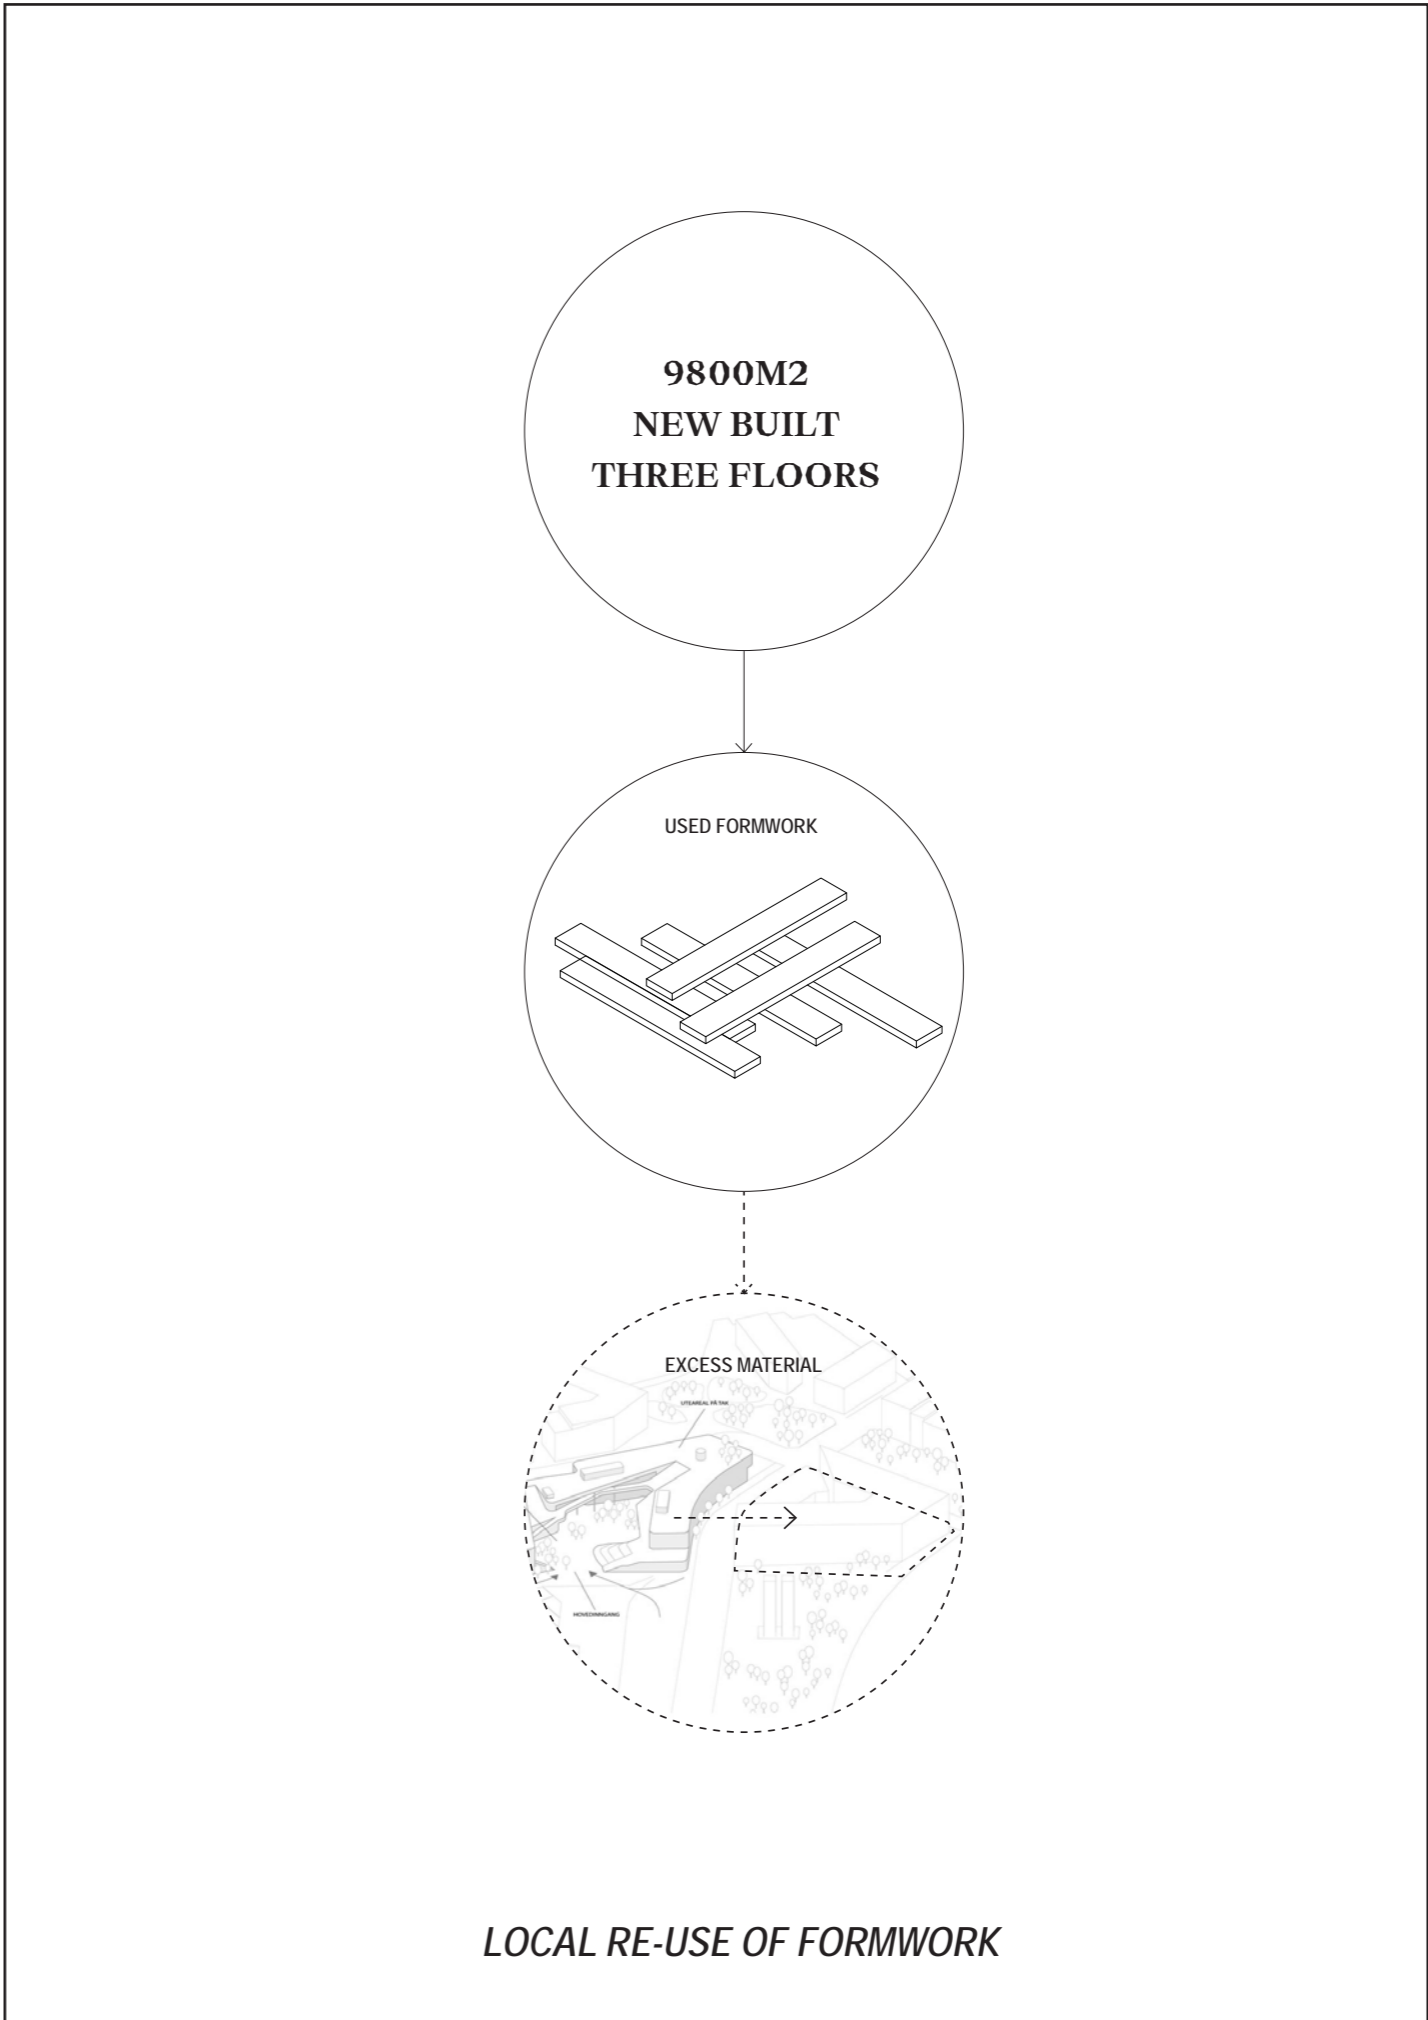 9800M2
NEW BUILT
THREE FLOORS
USED FORMWORK
EXCESS MATERIAL
UTEAREAL PÅ TAK
HOVEDINNGANG
LOCAL RE-USE OF FORMWORK